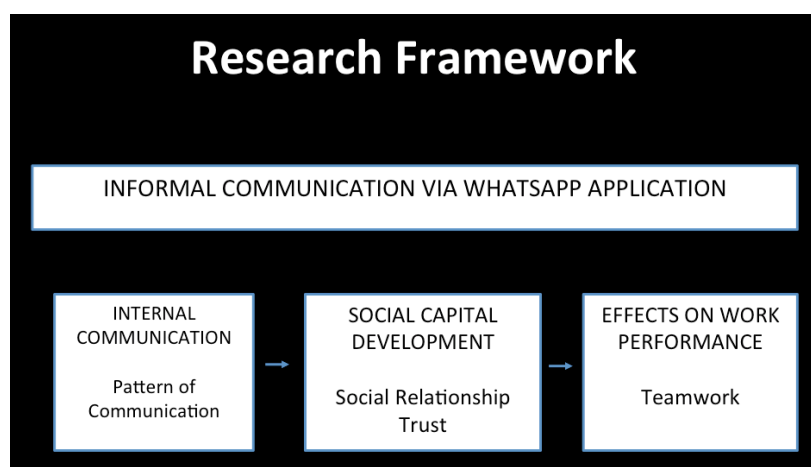 Research Framework
INFORMAL COMMUNICATION VIA WHATSAPP APPLICATION
INTERNAL
COMMUNICATION
Pattern of
Communication
SOCIAL CAPITAL
DEVELOPMENT
Social Relationship
Trust
EFFECTS ON WORK
PERFORMANCE
Teamwork